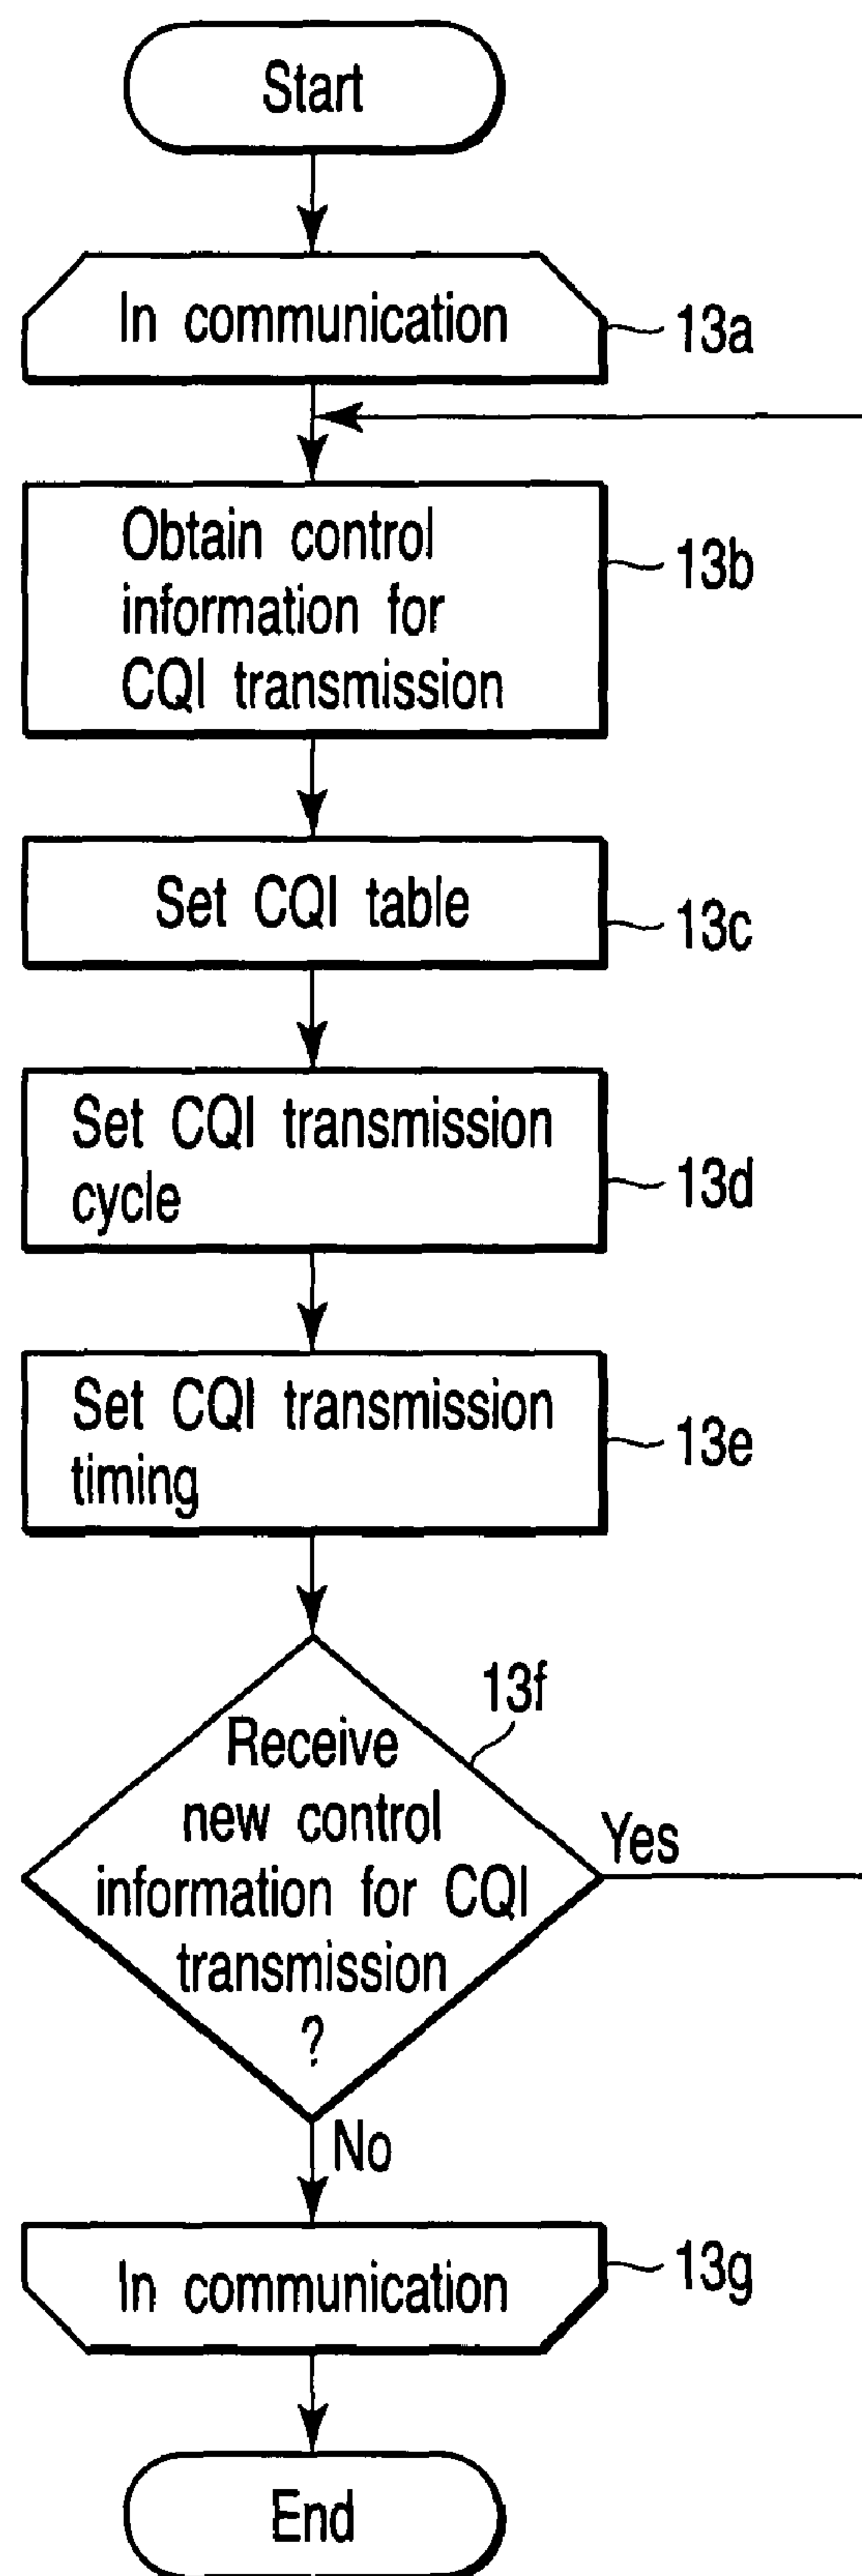 Start
In communication
13a
Obtain control
information for
CQI transmission
13b
Set CQI table
13c
Set CQI transmission
cycle
13d
Set CQI transmission
timing
13e
13f
Receive
new control
information for CQI
transmission
?
Yes
No
In communication
13g
End